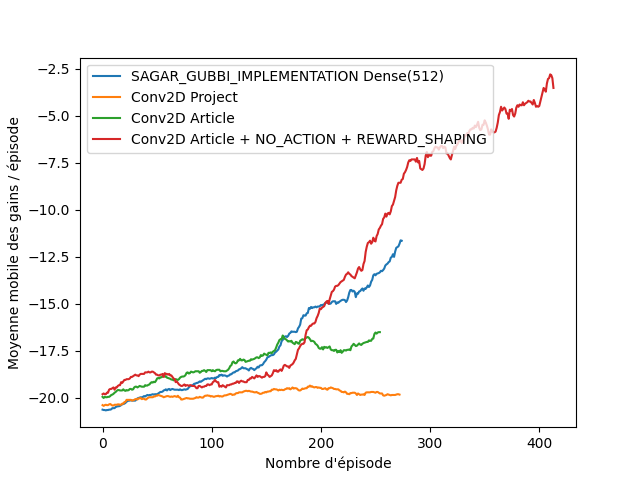 SAGAR_GUBBI_IMPLEMENTATION Dense(512)
Conv2D Project
Conv2D Article
Conv2D Article + NO_ACTION + REWARD_SHAPING
Moyenne mobile des gains / épisode
−2.5
−5.0
−7.5
−10.0
−12.5
−15.0
−17.5
−20.0
0 100 200 300 400
Nombre d'épisode